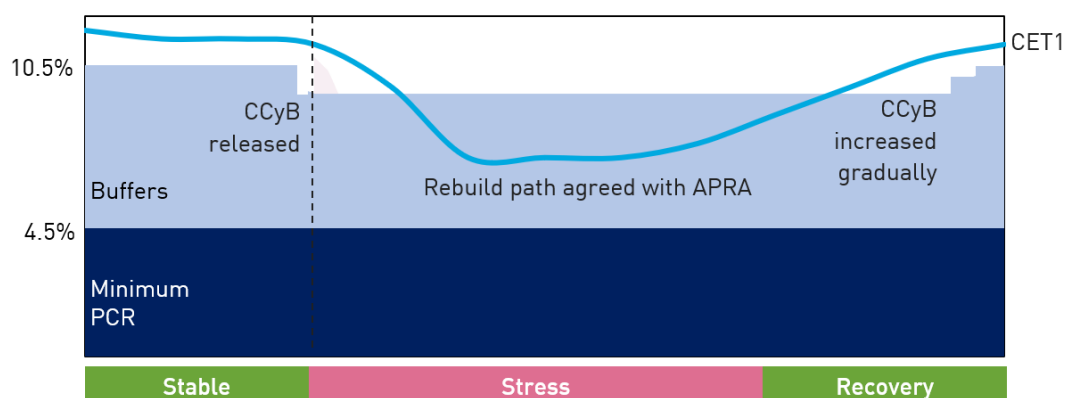 CET1
10.5%
CCyB
released
CCyB
increased
gradually
Rebuild path agreed with APRA
Buffers
4.5%
Minimum
PCR
Stable
Stress
Recovery